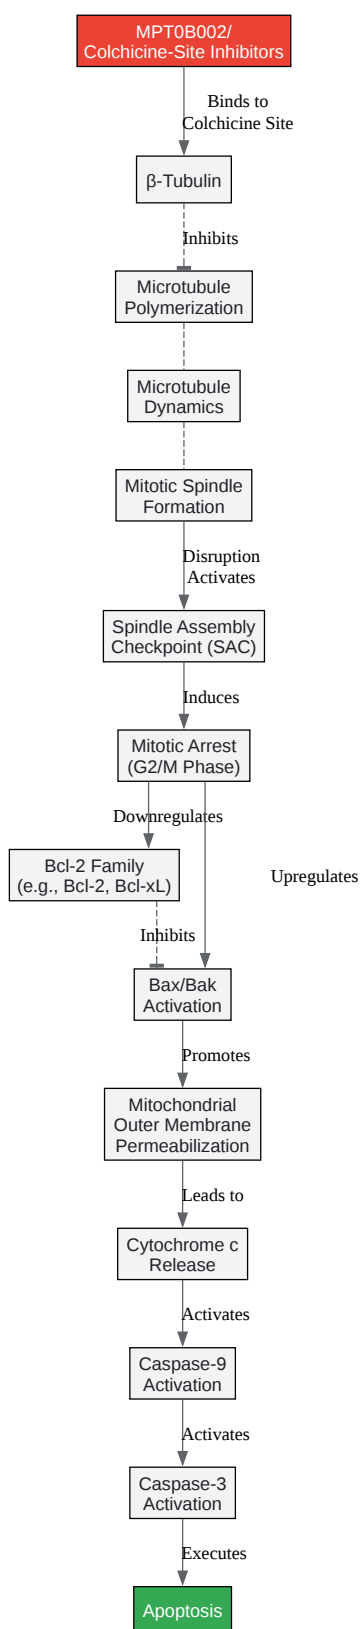 MPT0B002/
Colchicine-Site Inhibitors
Binds to
Colchicine Site
β-Tubulin
Inhibits
Microtubule
Polymerization
Microtubule
Dynamics
Mitotic Spindle
Formation
Disruption
Activates
Spindle Assembly
Checkpoint (SAC)
Induces
Mitotic Arrest
(G2/M Phase)
Downregulates
Bcl-2 Family
(e.g., Bcl-2, Bcl-xL)
Upregulates
Inhibits
Bax/Bak
Activation
Promotes
Mitochondrial
Outer Membrane
Permeabilization
Leads to
Cytochrome c
Release
Activates
Caspase-9
Activation
Activates
Caspase-3
Activation
Executes
Apoptosis